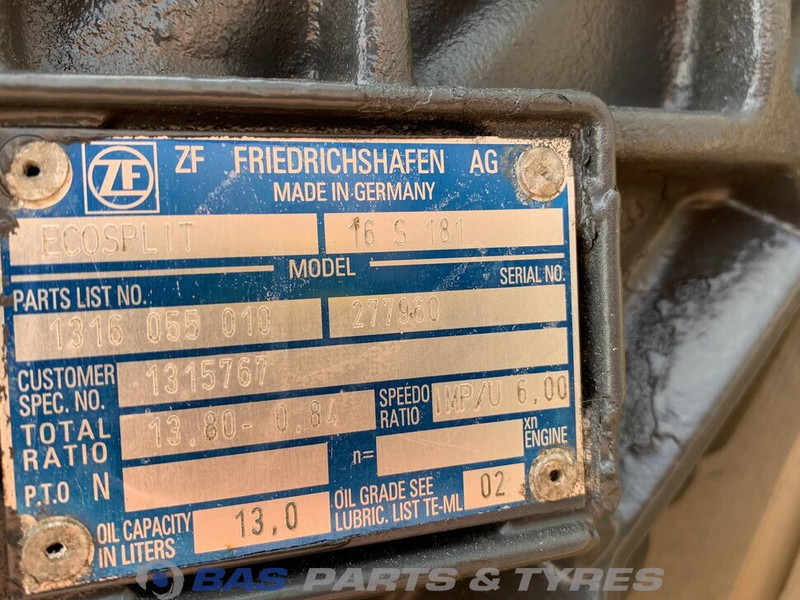 ZF ZF FRIEDRICHSHAFEN AG
MADE IN GERMANY
ECOSPLIT 16 S 181
MODEL
PARTS LIST NO. SERIAL NO.
1316 055 010 277960
CUSTOMER SPEC. NO. 1315767
TOTAL RATIO 13.80- 0.84 SPEEDO RATIO IMP/U 6.00
P.T.O N n= xn ENGINE
OIL CAPACITY IN LITERS 13,0 OIL GRADE SEE LUBRIC. LIST TE-ML 02
BAS PARTS & TYRES